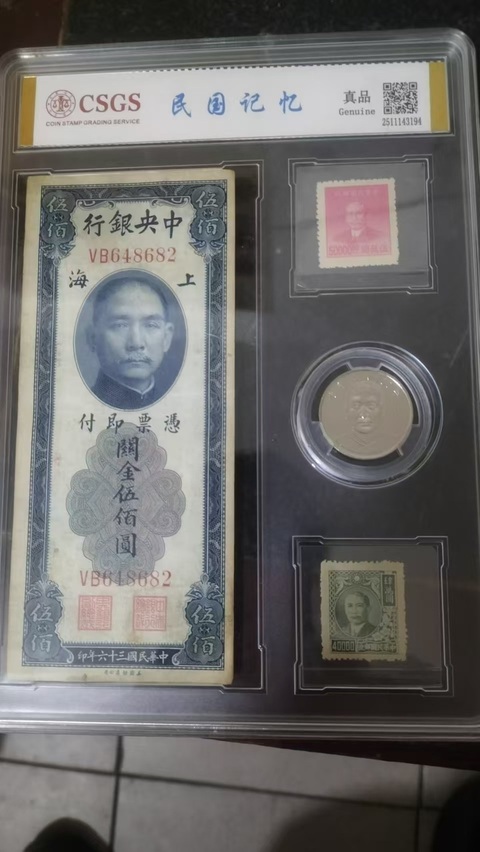 CSGS
COIN STAMP GRADING SERVICE
民国记忆
真品
Genuine
2511143194
伍佰
伍佰
行銀央中
VB648682
海 上
付即票憑
關金伍佰圓
VB648682
伍佰
伍佰
印年六十三國民華中
50000
40000